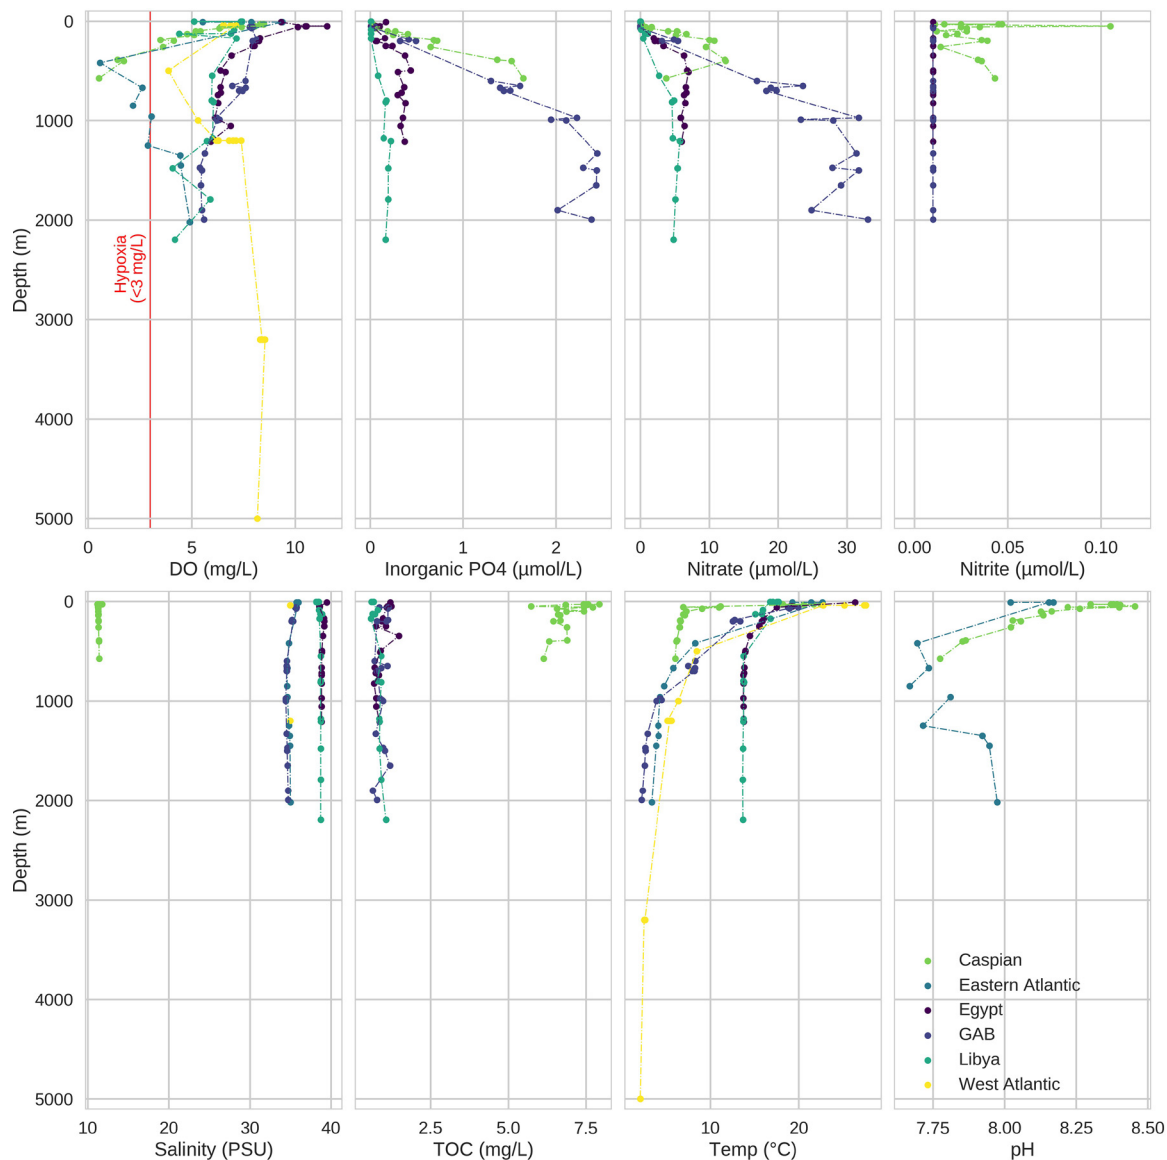 0
1000
2000
3000
4000
5000
Depth (m)
Hypoxia
(<3 mg/L)
0 5 10
DO (mg/L)
0 1 2
Inorganic PO4 (µmol/L)
0 10 20 30
Nitrate (µmol/L)
0.00 0.05 0.10
Nitrite (µmol/L)
0
1000
2000
3000
4000
5000
Depth (m)
10 20 30 40
Salinity (PSU)
2.5 5.0 7.5
TOC (mg/L)
10 20
Temp (°C)
Caspian
Eastern Atlantic
Egypt
GAB
Libya
West Atlantic
7.75 8.00 8.25 8.50
pH